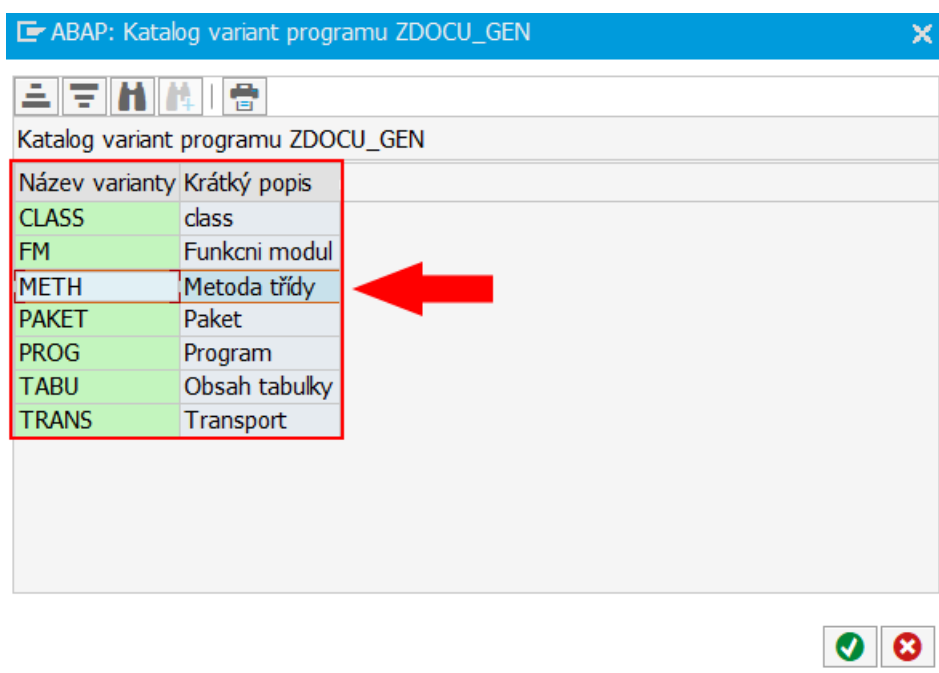 ABAP: Katalog variant programu ZDOCU_GEN
Katalog variant programu ZDOCU_GEN
Název varianty Krátký popis
CLASS class
FM Funkcni modul
METH Metoda třídy
PAKET Paket
PROG Program
TABU Obsah tabulky
TRANS Transport